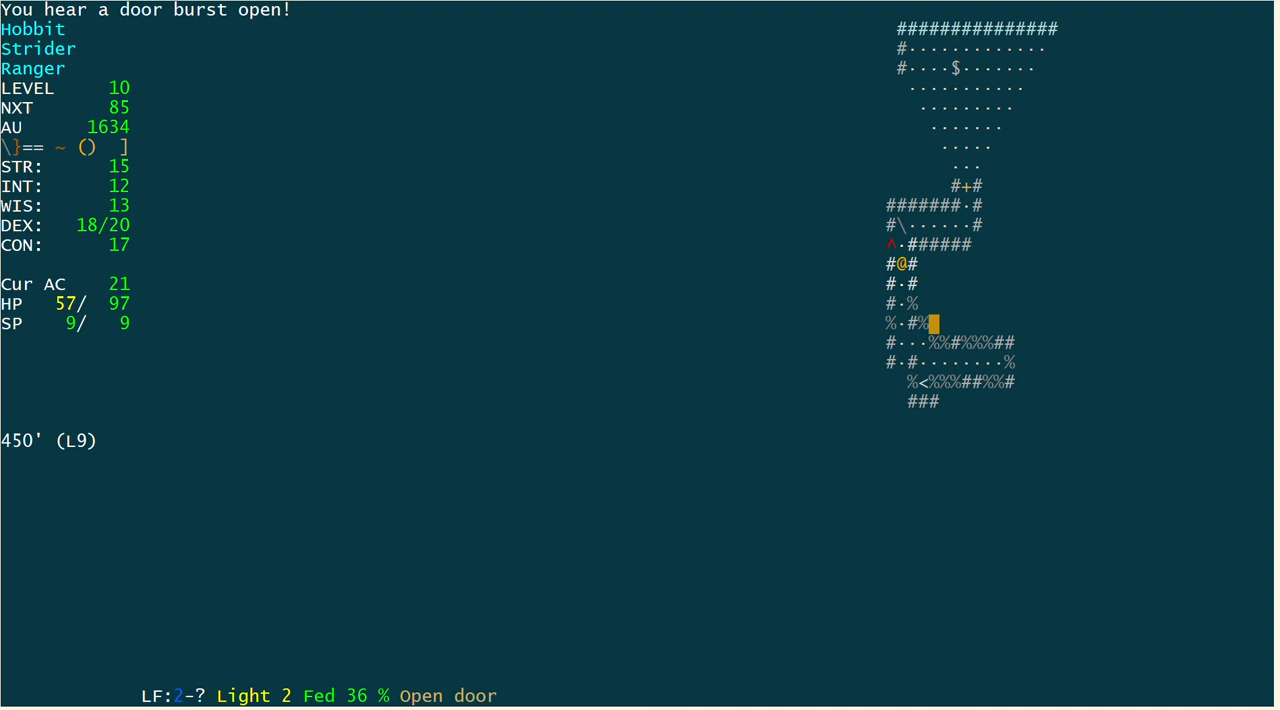 You hear a door burst open!
Hobbit                                                                             ###############
Strider                                                                            #·············
Ranger                                                                             #····$·······
LEVEL     10                                                                        ···········
NXT       85                                                                         ·········
AU      1634                                                                          ·······
\}== ~ ()  ]                                                                           ·····
STR:      15                                                                            ···
INT:      12                                                                            #+#
WIS:      13                                                                      #######·#
DEX:   18/20                                                                      #\······#
CON:      17                                                                      ^·######
                                                                                  #@#
Cur AC    21                                                                      #·#
HP   57/  97                                                                      #·%
SP    9/   9                                                                      %·#%
                                                                                  #···%%#%%%##
                                                                                  #·#········%
                                                                                    %<%%%##%%#
                                                                                    ###
450' (L9)
LF:2-? Light 2 Fed 36 % Open door